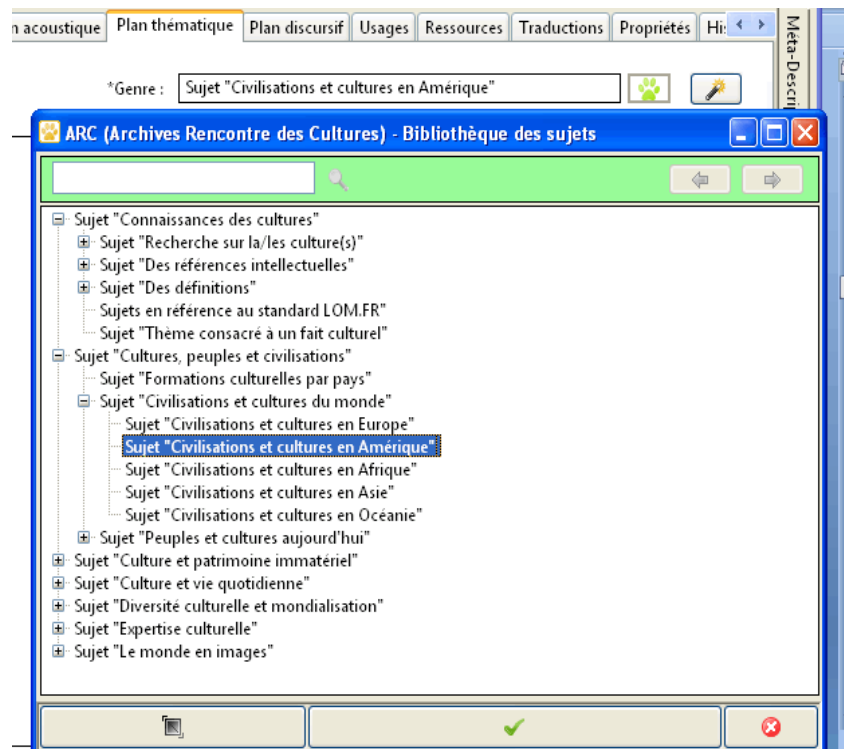 n acoustique Plan thématique Plan discursif Usages Ressources Traductions Propriétés His
Méta-Descrip
*Genre : Sujet "Civilisations et cultures en Amérique"
ARC (Archives Rencontre des Cultures) - Bibliothèque des sujets
Sujet "Connaissances des cultures"
Sujet "Recherche sur la/les culture(s)"
Sujet "Des références intellectuelles"
Sujet "Des définitions"
Sujets en référence au standard LOM.FR"
Sujet "Thème consacré à un fait culturel"
Sujet "Cultures, peuples et civilisations"
Sujet "Formations culturelles par pays"
Sujet "Civilisations et cultures du monde"
Sujet "Civilisations et cultures en Europe"
Sujet "Civilisations et cultures en Amérique"
Sujet "Civilisations et cultures en Afrique"
Sujet "Civilisations et cultures en Asie"
Sujet "Civilisations et cultures en Océanie"
Sujet "Peuples et cultures aujourd'hui"
Sujet "Culture et patrimoine immatériel"
Sujet "Culture et vie quotidienne"
Sujet "Diversité culturelle et mondialisation"
Sujet "Expertise culturelle"
Sujet "Le monde en images"